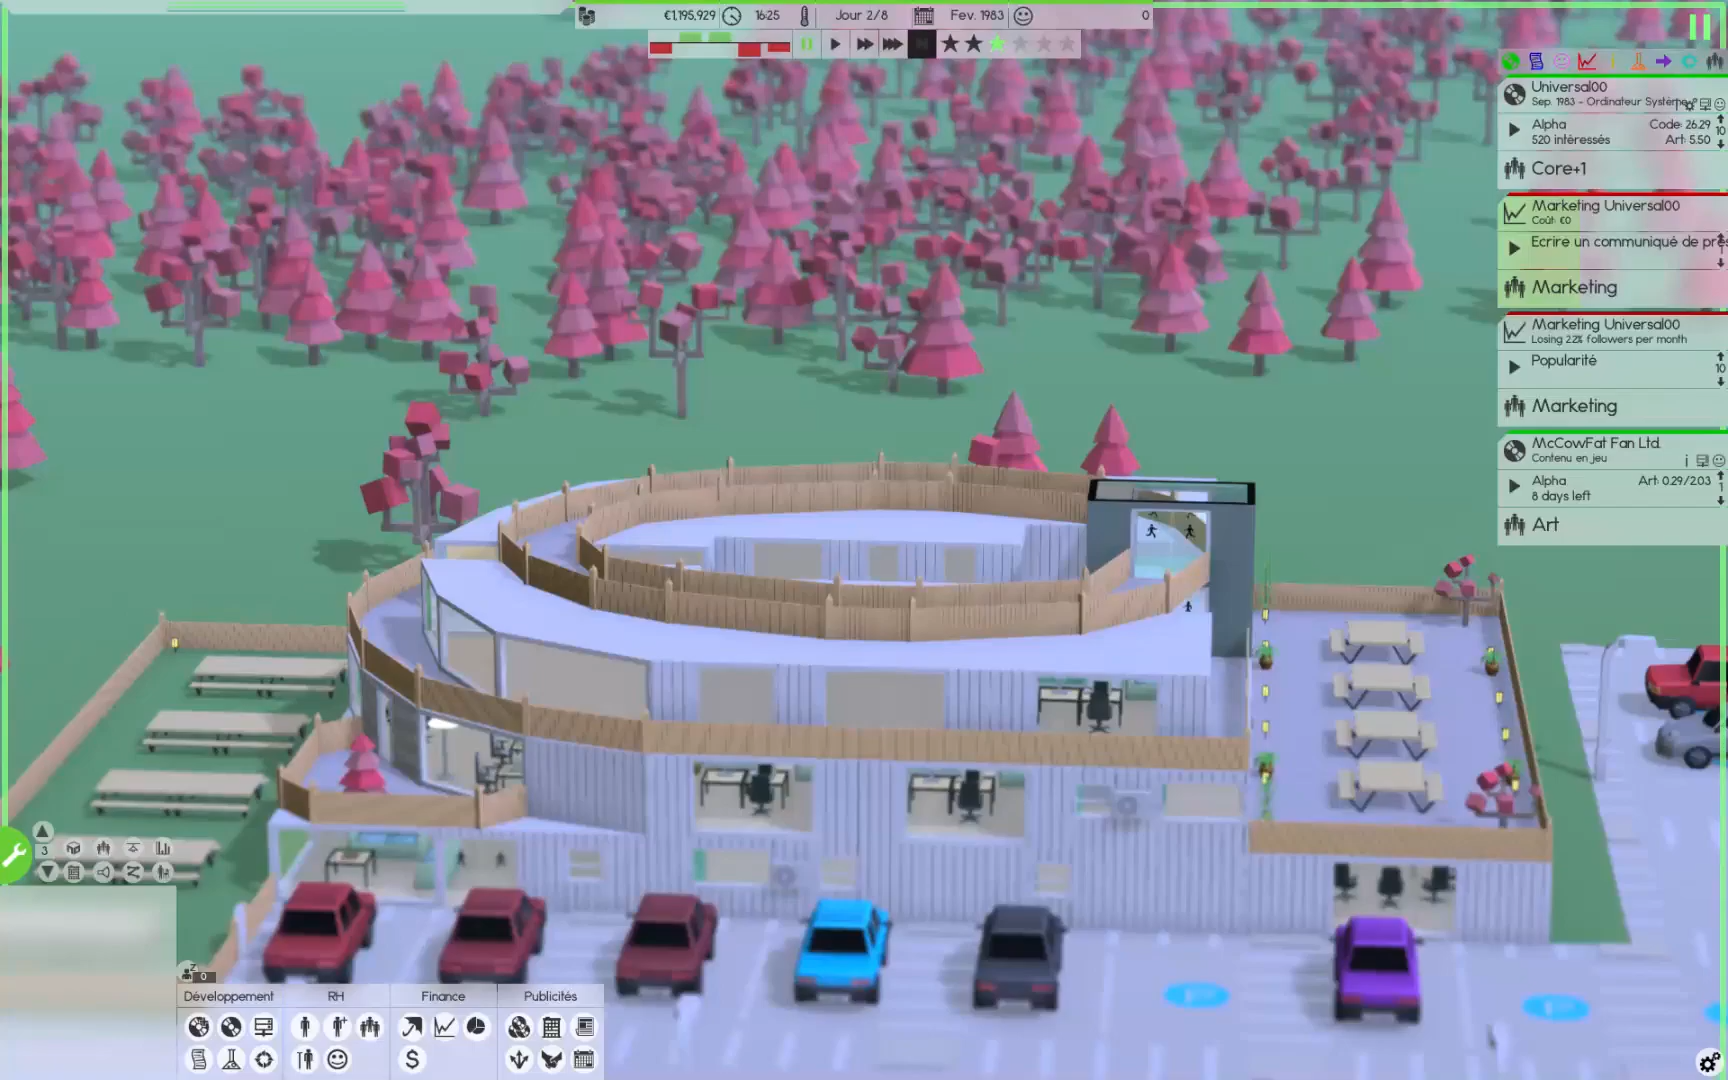 €1,195,929
16:25
Jour 2/8
Fev. 1983
0
Universal00
Sep. 1983 - Ordinateur Système
Alpha
Code: 26.29
520 intéressés
Art: 5.50
10
Core+1
Marketing Universal00
Coût: €0
Ecrire un communiqué de pres
Marketing
Marketing Universal00
Losing 22% followers per month
Popularité
10
Marketing
McCowFat Fan Ltd.
Contenu en jeu
Alpha
Art: 0.29/2.03
8 days left
1
Art
3
0
Développement
RH
Finance
Publicités